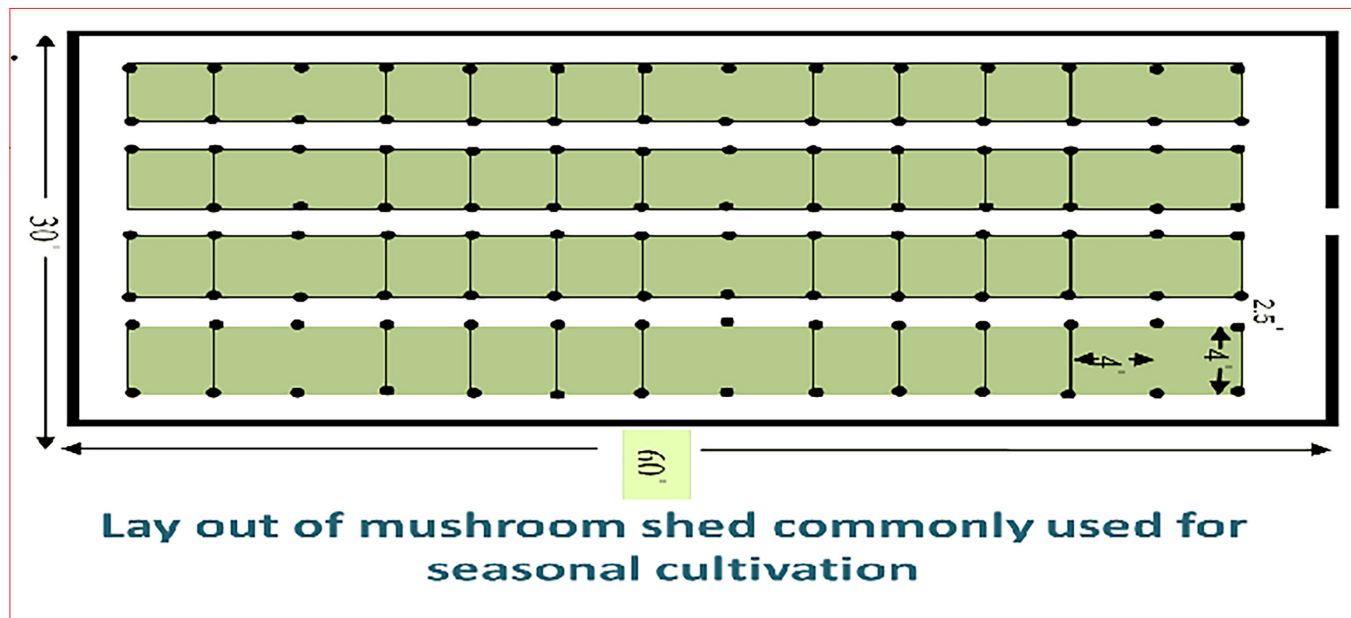 30'
2.5'
4'
4'
60'
Lay out of mushroom shed commonly used for
seasonal cultivation